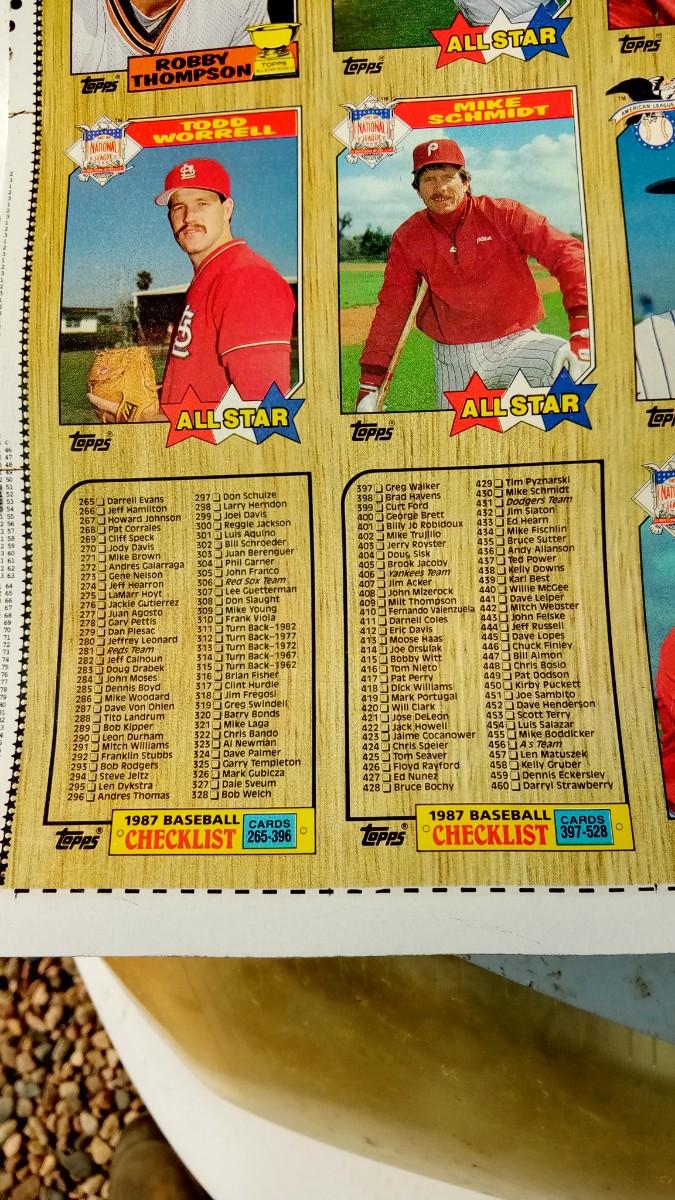 ROBBY
THOMPSON
TOPPS
Topps
ALL STAR
Topps
Topps
NATIONAL
LEAGUE
TODD
WORRELL
NATIONAL
LEAGUE
MIKE
SCHMIDT
AMERICAN LEAGUE
P
Phillies
ALL STAR
Topps
ALL STAR
Topps
Topps
265 Darrell Evans
266 Jeff Hamilton
267 Howard Johnson
268 Pat Corrales
269 Cliff Speck
270 Jody Davis
271 Mike Brown
272 Andres Galarraga
273 Gene Nelson
274 Jeff Hearron
275 LaMarr Hoyt
276 Jackie Gutierrez
277 Juan Agosto
278 Gary Pettis
279 Dan Plesac
280 Jeffrey Leonard
281 Reds Team
282 Jeff Calhoun
283 Doug Drabek
284 John Moses
285 Dennis Boyd
286 Mike Woodard
287 Dave Von Ohlen
288 Tito Landrum
289 Bob Kipper
290 Leon Durham
291 Mitch Williams
292 Franklin Stubbs
293 Bob Rodgers
294 Steve Jeltz
295 Len Dykstra
296 Andres Thomas
297 Don Schulze
298 Larry Herndon
299 Joel Davis
300 Reggie Jackson
301 Luis Aquino
302 Bill Schroeder
303 Juan Berenguer
304 Phil Garner
305 John Franco
306 Red Sox Team
307 Lee Guetterman
308 Don Slaught
309 Mike Young
310 Frank Viola
311 Turn Back-1982
312 Turn Back-1977
313 Turn Back-1972
314 Turn Back-1967
315 Turn Back-1962
316 Brian Fisher
317 Clint Hurdle
318 Jim Fregosi
319 Greg Swindell
320 Barry Bonds
321 Mike Laga
322 Chris Bando
323 Al Newman
324 Dave Palmer
325 Garry Templeton
326 Mark Gubicza
327 Dale Sveum
328 Bob Welch
Topps
1987 BASEBALL
CHECKLIST
CARDS
265-396
397 Greg Walker
398 Brad Havens
399 Curt Ford
400 George Brett
401 Billy Jo Robidoux
402 Mike Trujillo
403 Jerry Royster
404 Doug Sisk
405 Brook Jacoby
406 Yankees Team
407 Jim Acker
408 John Mizerock
409 Milt Thompson
410 Fernando Valenzuela
411 Darnell Coles
412 Eric Davis
413 Moose Haas
414 Joe Orsulak
415 Bobby Witt
416 Tom Nieto
417 Pat Perry
418 Dick Williams
419 Mark Portugal
420 Will Clark
421 Jose DeLeon
422 Jack Howell
423 Jaime Cocanower
424 Chris Speier
425 Tom Seaver
426 Floyd Rayford
427 Ed Nunez
428 Bruce Bochy
429 Tim Pyznarski
430 Mike Schmidt
431 Dodgers Team
432 Jim Slaton
433 Ed Hearn
434 Mike Fischlin
435 Bruce Sutter
436 Andy Allanson
437 Ted Power
438 Kelly Downs
439 Karl Best
440 Willie McGee
441 Dave Leiper
442 Mitch Webster
443 John Felske
444 Jeff Russell
445 Dave Lopes
446 Chuck Finley
447 Bill Almon
448 Chris Bosio
449 Pat Dodson
450 Kirby Puckett
451 Joe Sambito
452 Dave Henderson
453 Scott Terry
454 Luis Salazar
455 Mike Boddicker
456 A's Team
457 Len Matuszek
458 Kelly Gruber
459 Dennis Eckersley
460 Darryl Strawberry
Topps
1987 BASEBALL
CHECKLIST
CARDS
397-528
NATIONAL